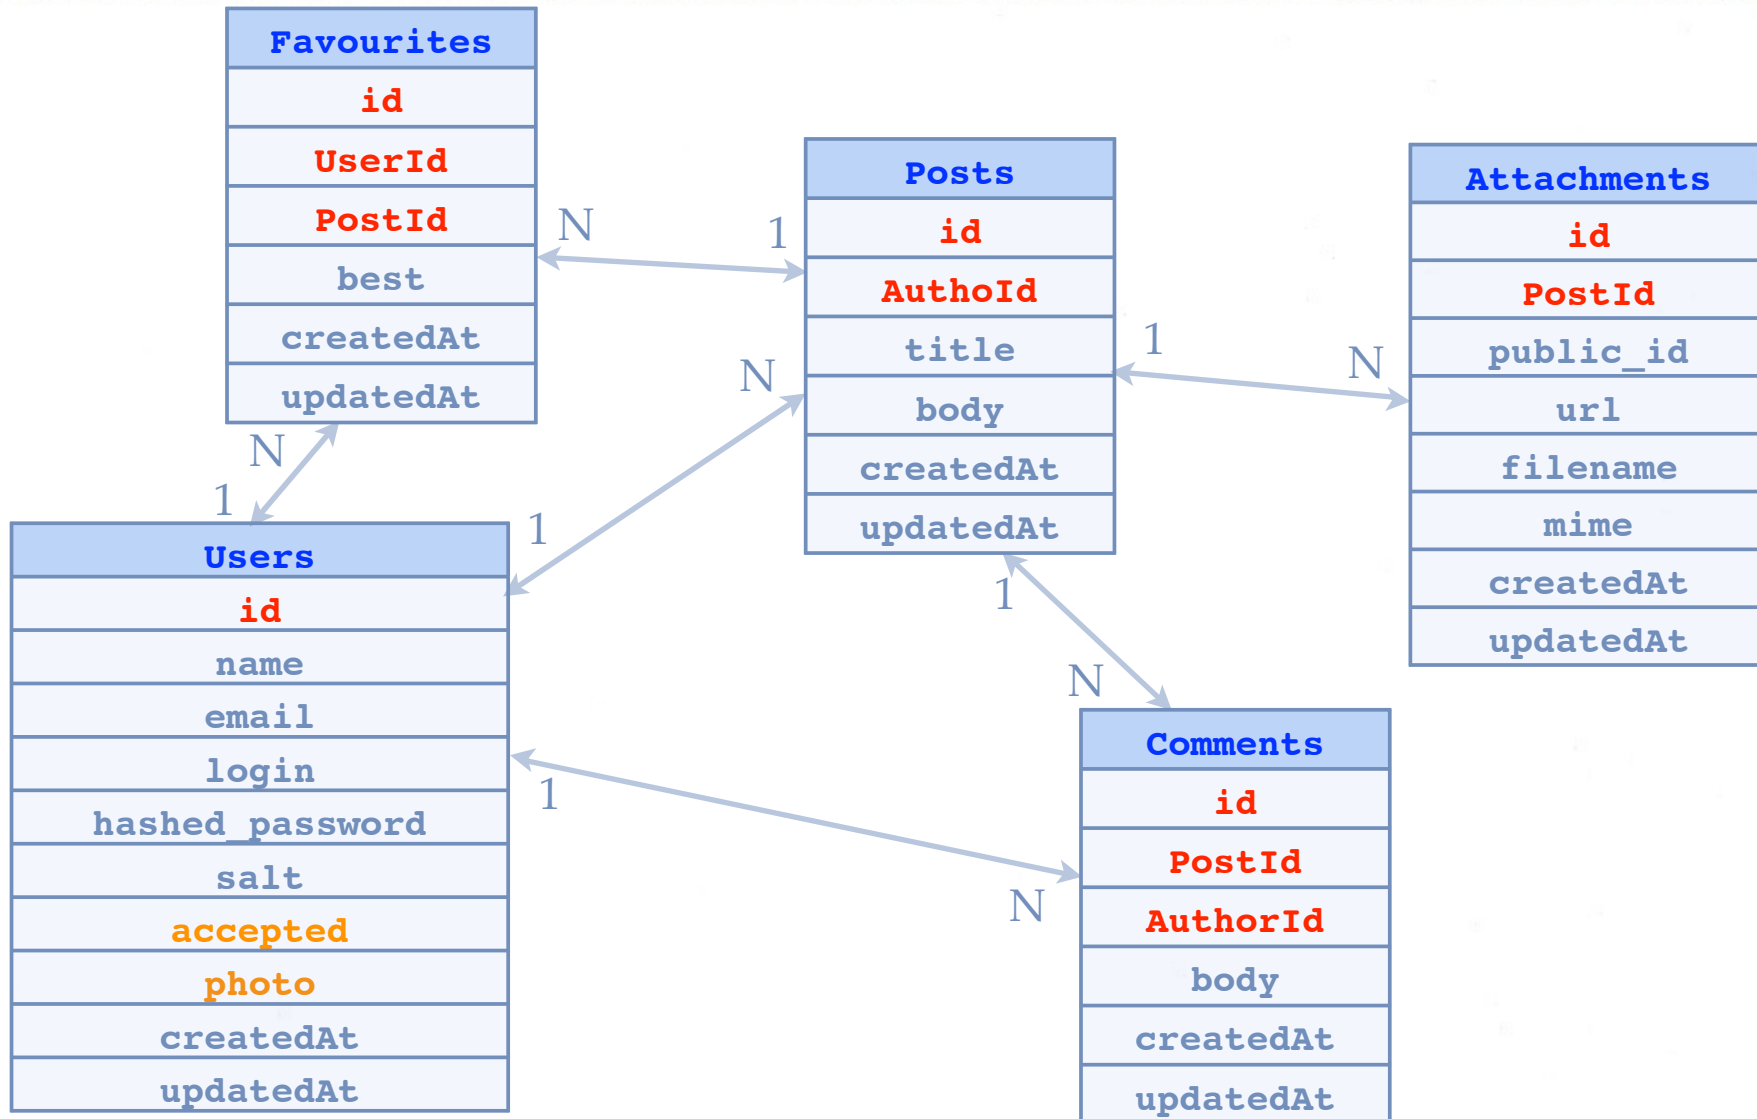 Favourites
id
UserId
PostId
best
createdAt
updatedAt
N
1
N
1
Users
id
name
email
login
hashed_password
salt
accepted
photo
createdAt
updatedAt
1
N
1
N
Posts
id
AuthoId
title
body
createdAt
updatedAt
1
N
1
N
Attachments
id
PostId
public_id
url
filename
mime
createdAt
updatedAt
Comments
id
PostId
AuthorId
body
createdAt
updatedAt